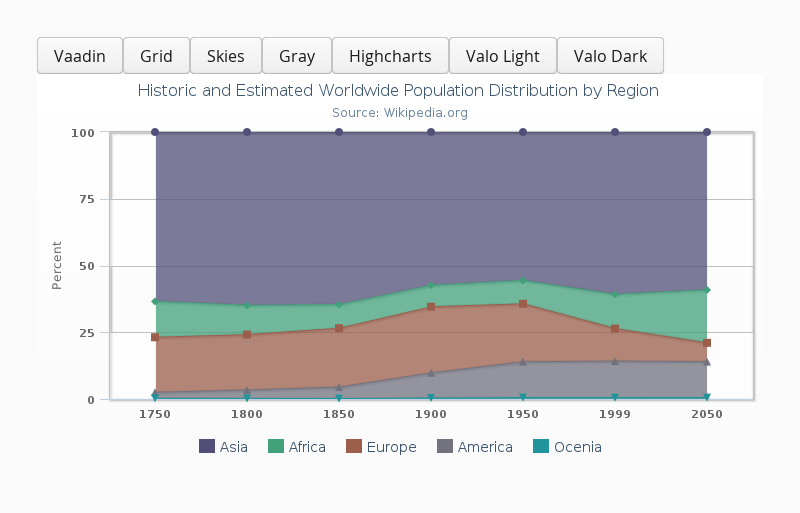 Vaadin Grid Skies Gray Highcharts Valo Light Valo Dark
Historic and Estimated Worldwide Population Distribution by Region
Source: Wikipedia.org
Percent
100
75
50
25
0
1750 1800 1850 1900 1950 1999 2050
Asia Africa Europe America Ocenia